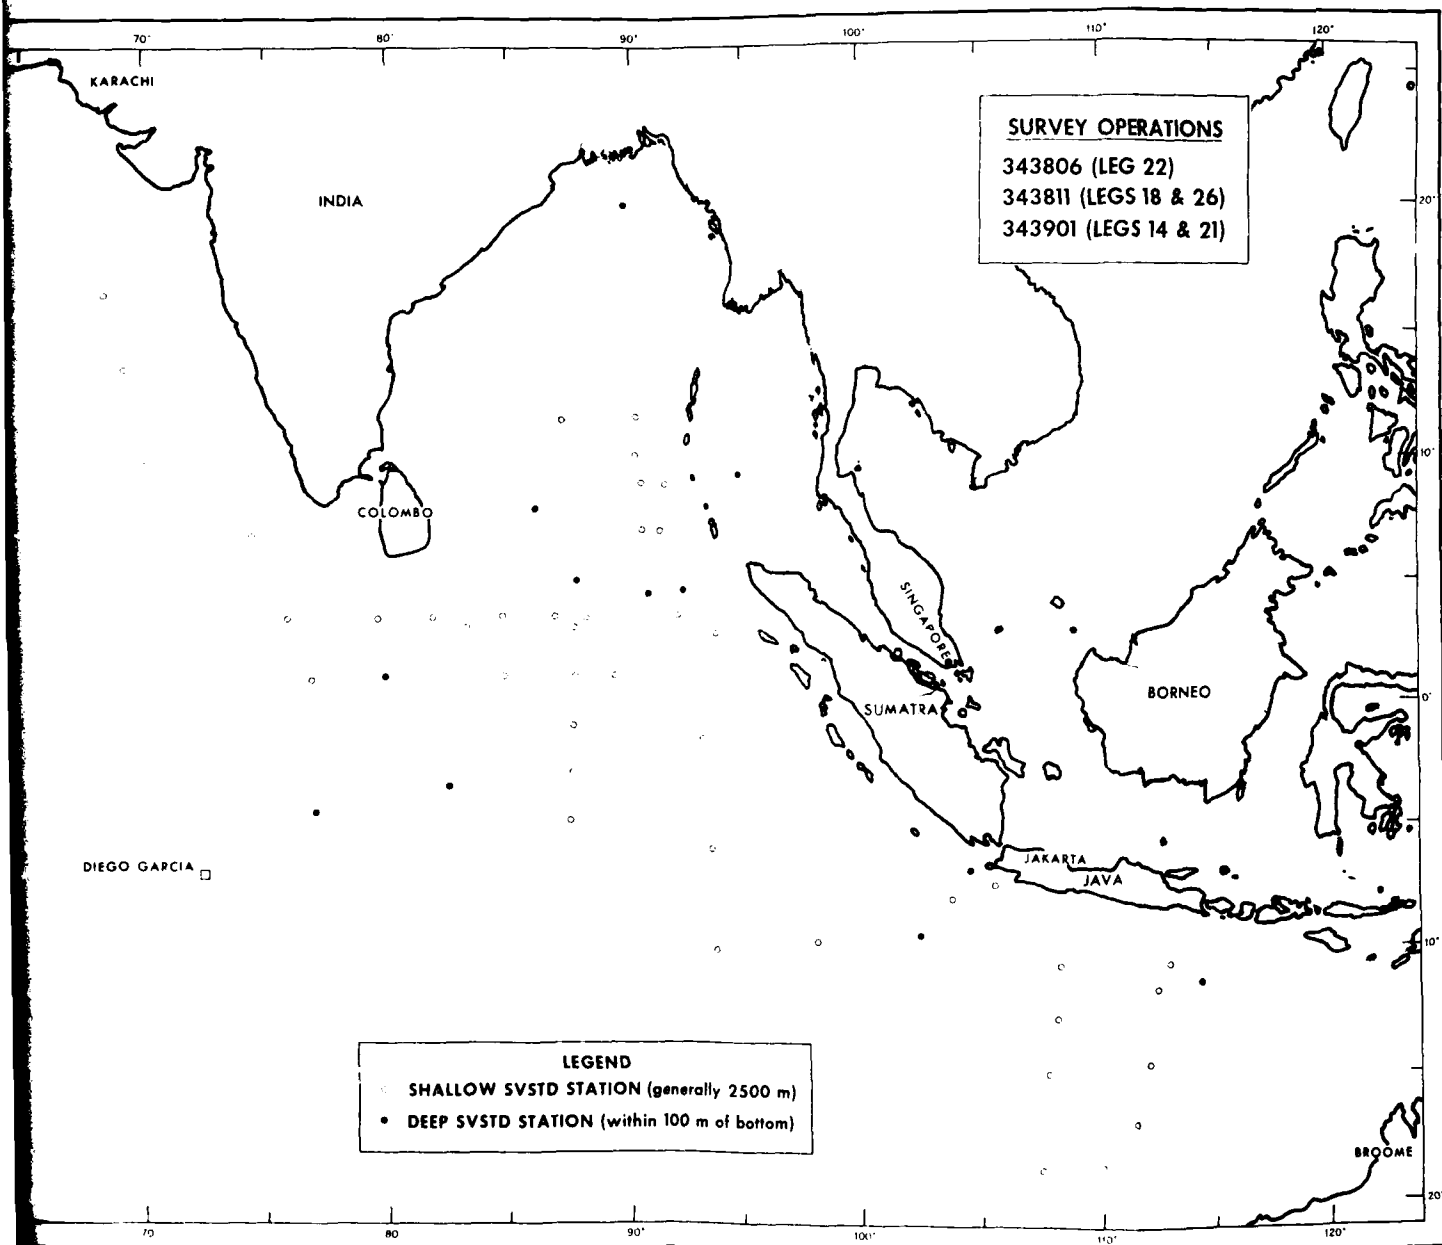 70° 80° 90° 100° 110° 120°
KARACHI
SURVEY OPERATIONS
343806 (LEG 22)
343811 (LEGS 18 & 26)
343901 (LEGS 14 & 21)
INDIA
20°
10°
COLOMBO
SINGAPORE
BORNEO
0°
SUMATRA
JAKARTA
DIEGO GARCIA
JAVA
10°
LEGEND
SHALLOW SVSTD STATION (generally 2500 m)
DEEP SVSTD STATION (within 100 m of bottom)
BROOME
20°
70° 80° 90° 100° 110° 120°